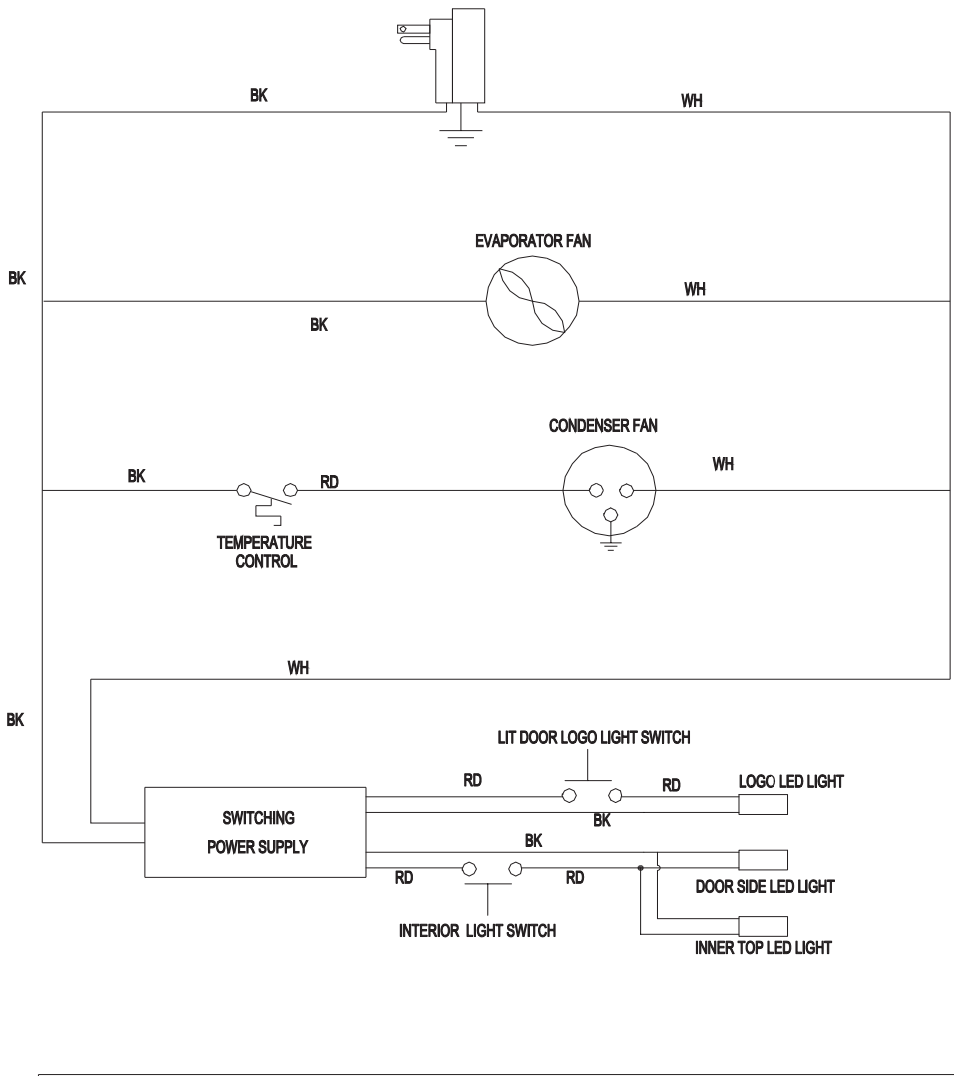 BK
WH
EVAPORATOR FAN
BK
WH
BK
CONDENSER FAN
BK
RD
WH
TEMPERATURE
CONTROL
WH
BK
LIT DOOR LOGO LIGHT SWITCH
RD
RD
LOGO LED LIGHT
SWITCHING
POWER SUPPLY
BK
BK
RD
RD
DOOR SIDE LED LIGHT
INTERIOR LIGHT SWITCH
INNER TOP LED LIGHT